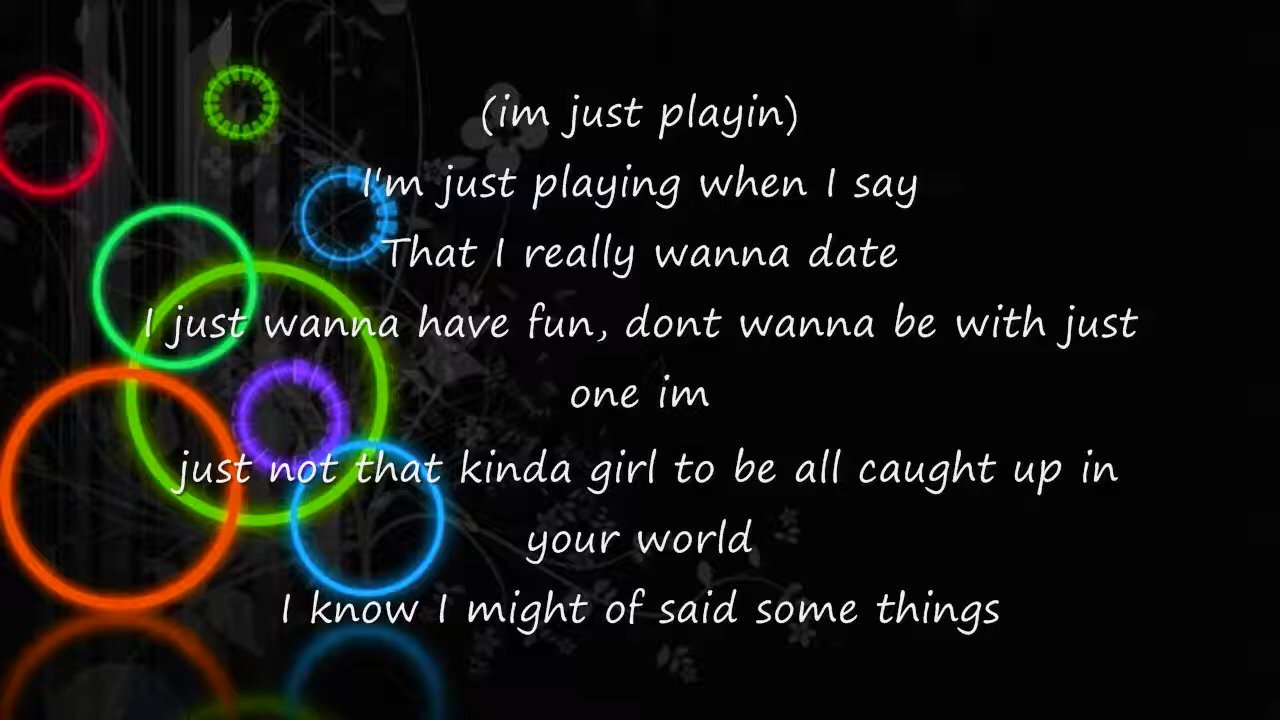 (im just playin)
I'm just playing when I say
That I really wanna date
I just wanna have fun, dont wanna be with just
one im
just not that kinda girl to be all caught up in
your world
I know I might of said some things